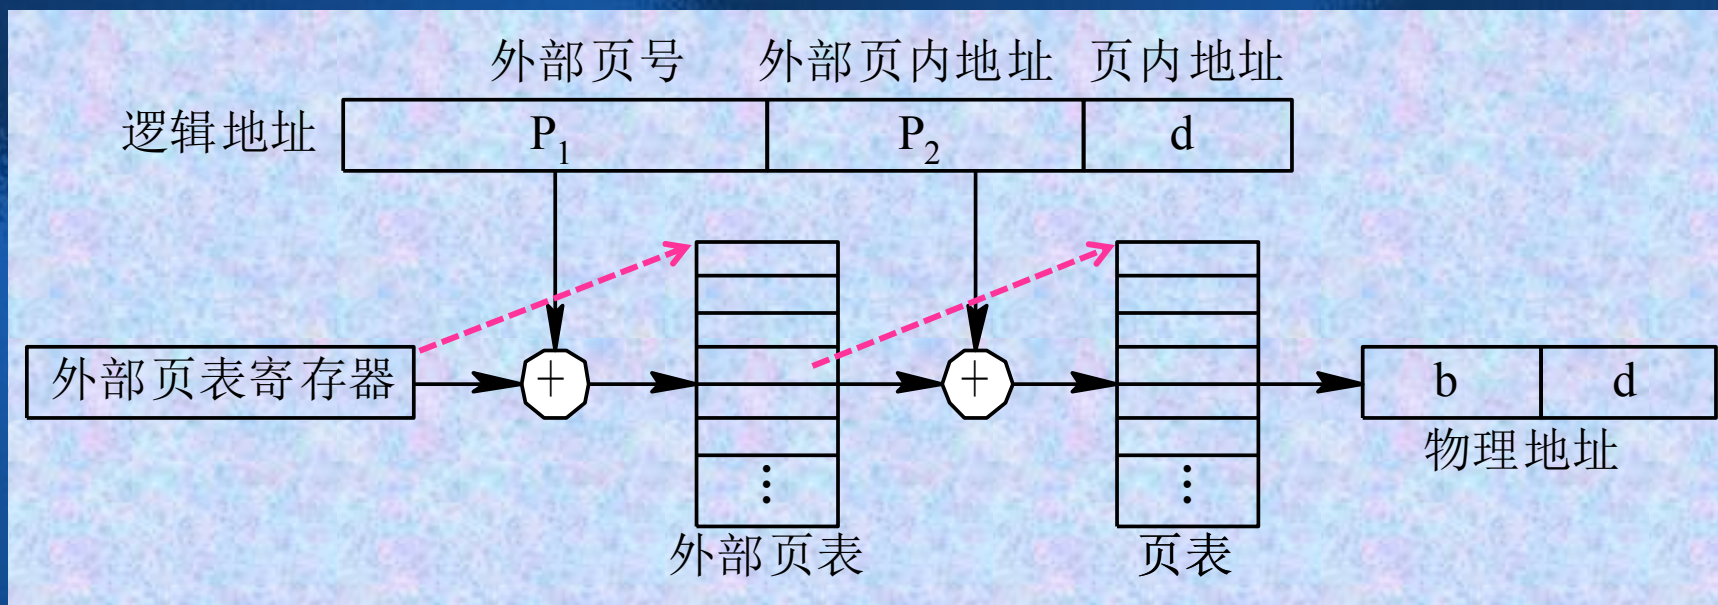 外部页号 外部页内地址 页内地址
逻辑地址 P₁ P₂ d
外部页表寄存器 + + b d
物理地址
⋮ ⋮
外部页表 页表